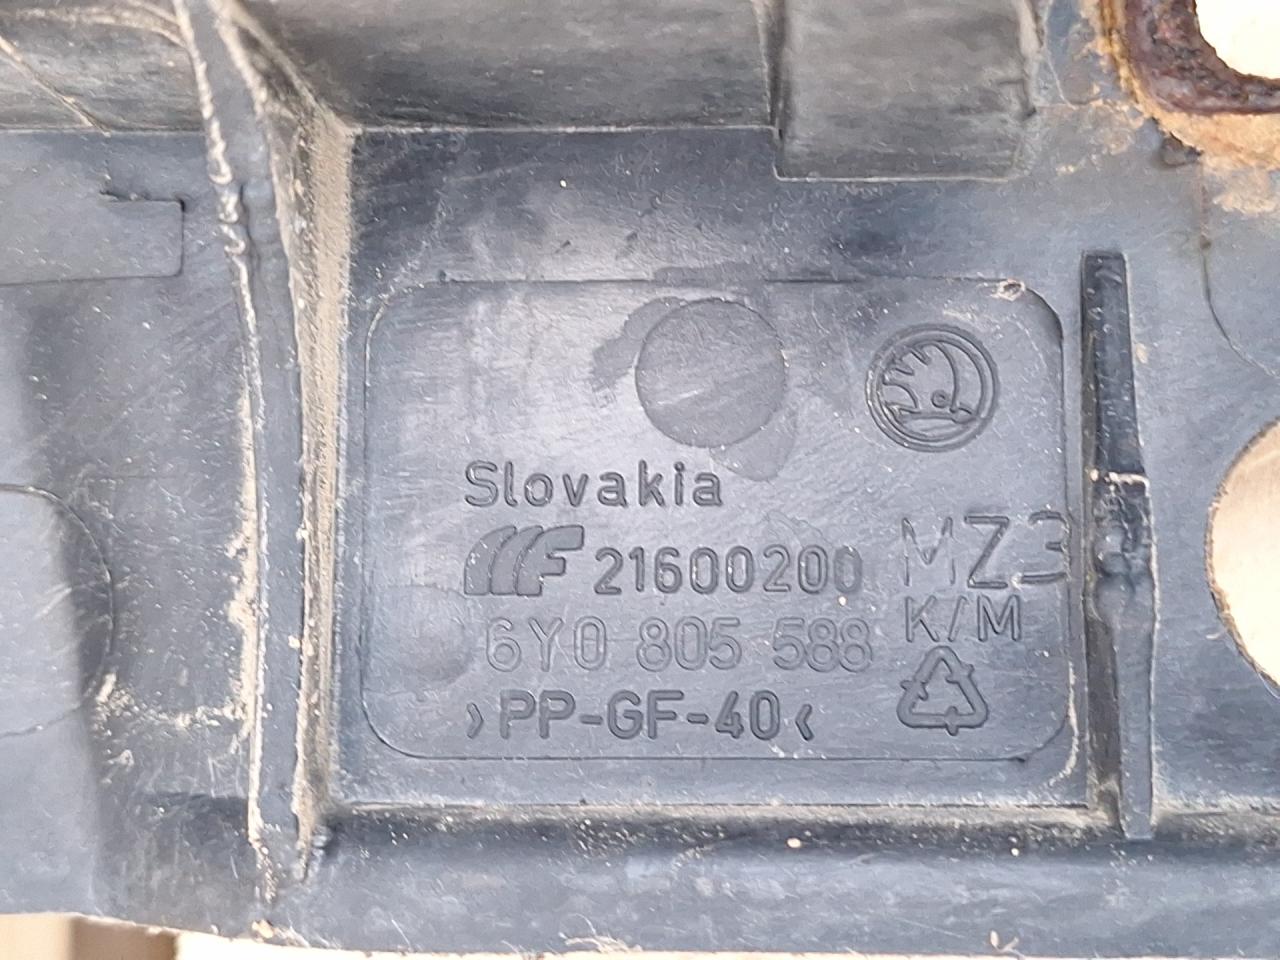 Slovakia
21600200 MZ3
K/M
6Y0 805 588
>PP-GF-40<